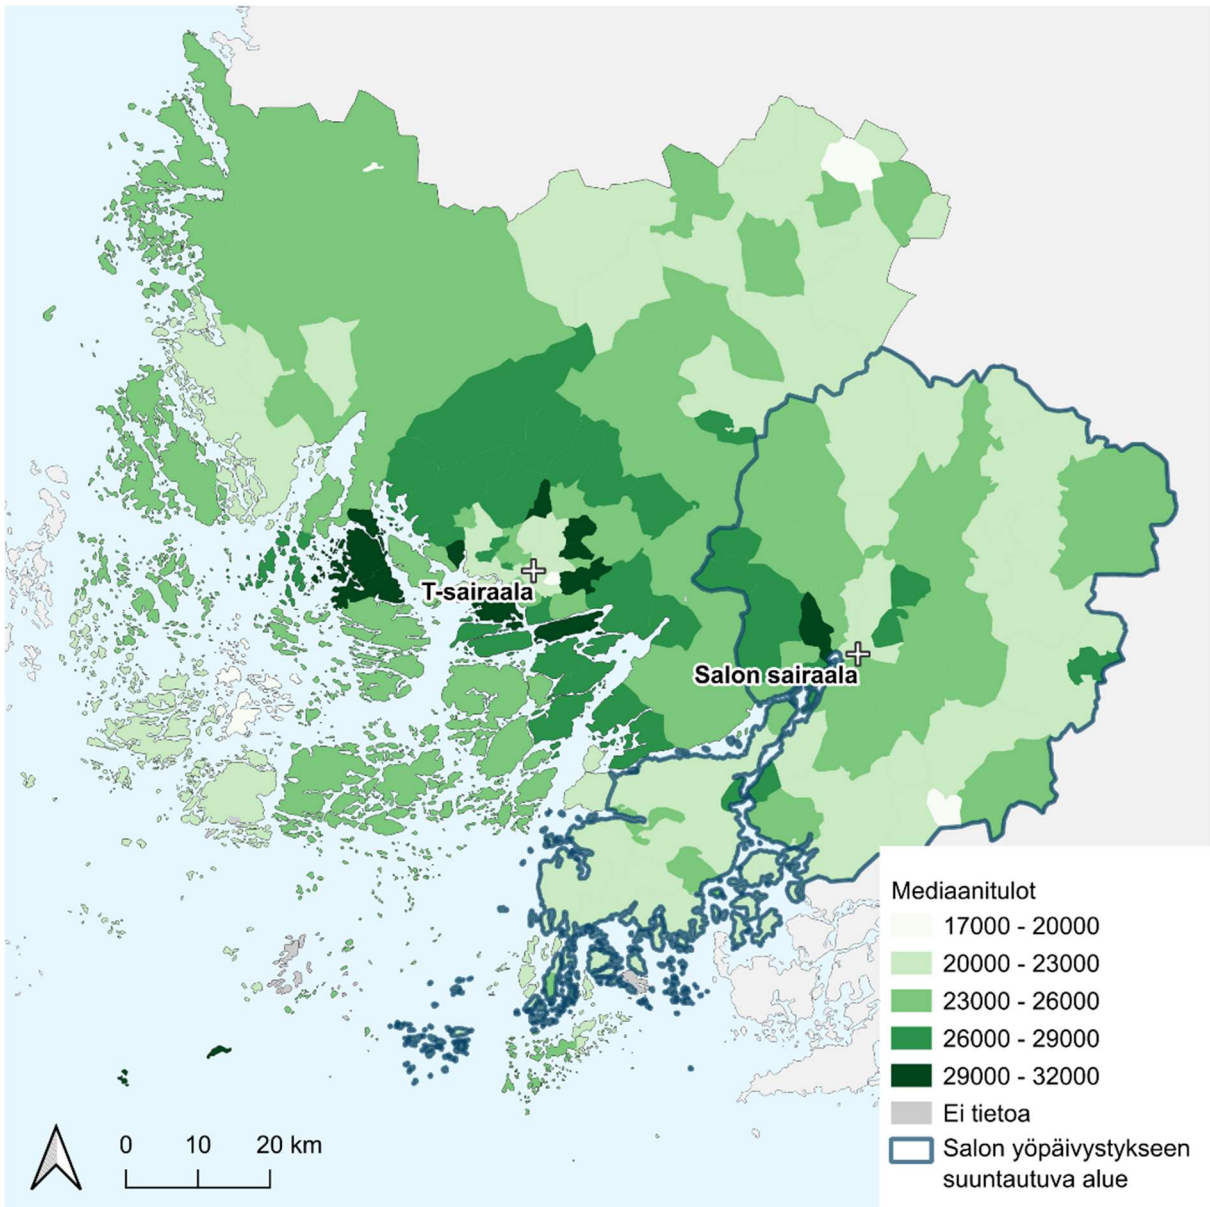 T-sairaala
Salon sairaala
Mediaanitulot
17000 - 20000
20000 - 23000
23000 - 26000
26000 - 29000
29000 - 32000
Ei tietoa
Salon yöpäivystykseen
suuntautuva alue
0 10 20 km